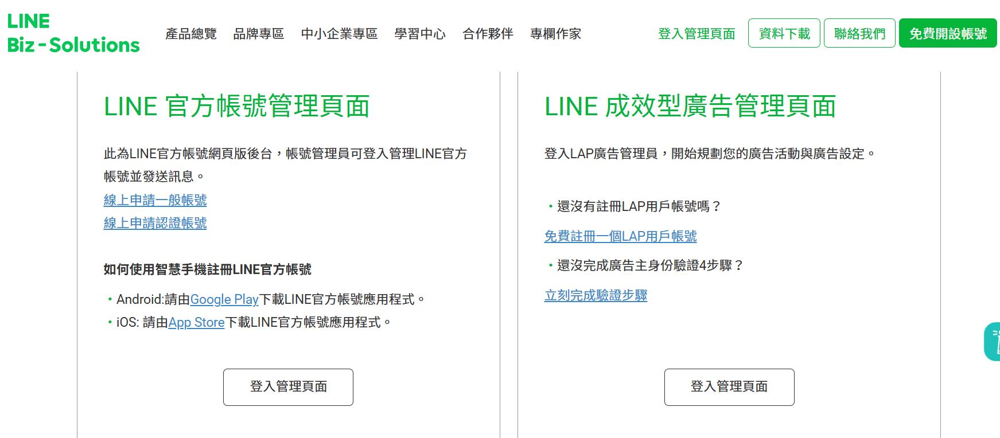 LINE
Biz-Solutions
產品總覽 品牌專區 中小企業專區 學習中心 合作夥伴 專欄作家 登入管理頁面 資料下載 聯絡我們 免費開設帳號
LINE 官方帳號管理頁面
此為LINE官方帳號網頁版後台，帳號管理員可登入管理LINE官方
帳號並發送訊息。
線上申請一般帳號
線上申請認證帳號
如何使用智慧手機註冊LINE官方帳號
・Android:請由Google Play下載LINE官方帳號應用程式。
・iOS: 請由App Store下載LINE官方帳號應用程式。
登入管理頁面
LINE 成效型廣告管理頁面
登入LAP廣告管理員，開始規劃您的廣告活動與廣告設定。
・還沒有註冊LAP用戶帳號嗎？
免費註冊一個LAP用戶帳號
・還沒完成廣告主身份驗證4步驟？
立刻完成驗證步驟
登入管理頁面